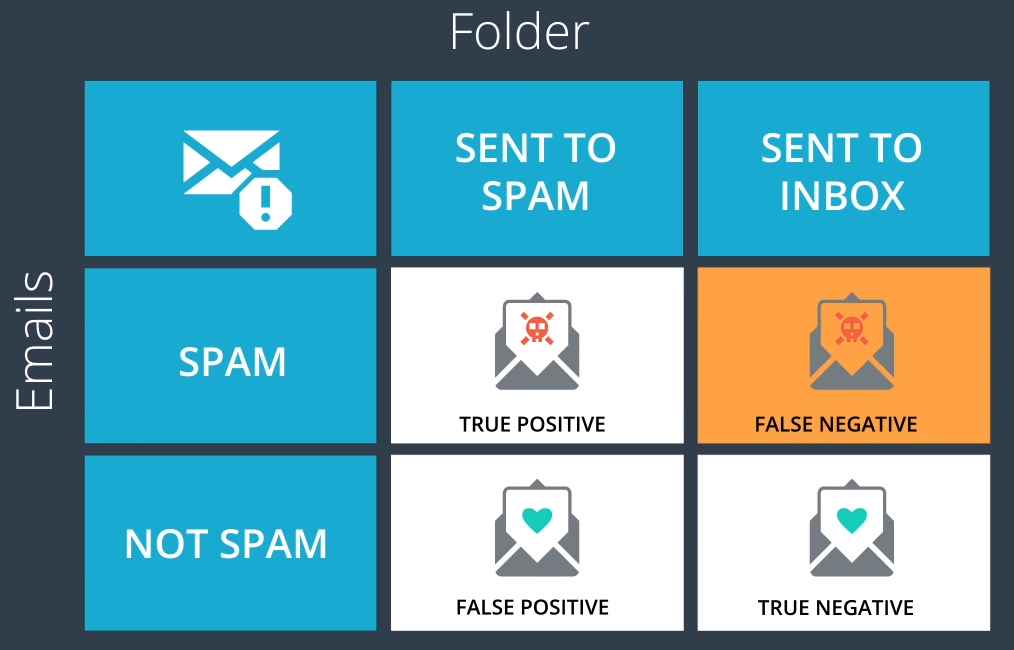 Folder
SENT TO
SPAM
SENT TO
INBOX
Emails
SPAM
TRUE POSITIVE
FALSE NEGATIVE
NOT SPAM
FALSE POSITIVE
TRUE NEGATIVE